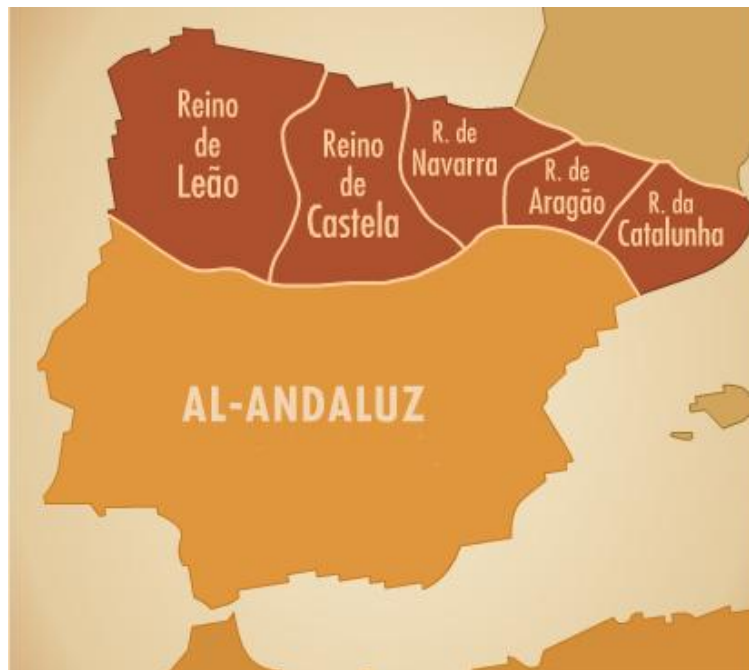 Reino
de
Leão
Reino
de
Castela
R. de
Navarra
R. de
Aragão
R. da
Catalunha
AL-ANDALUZ